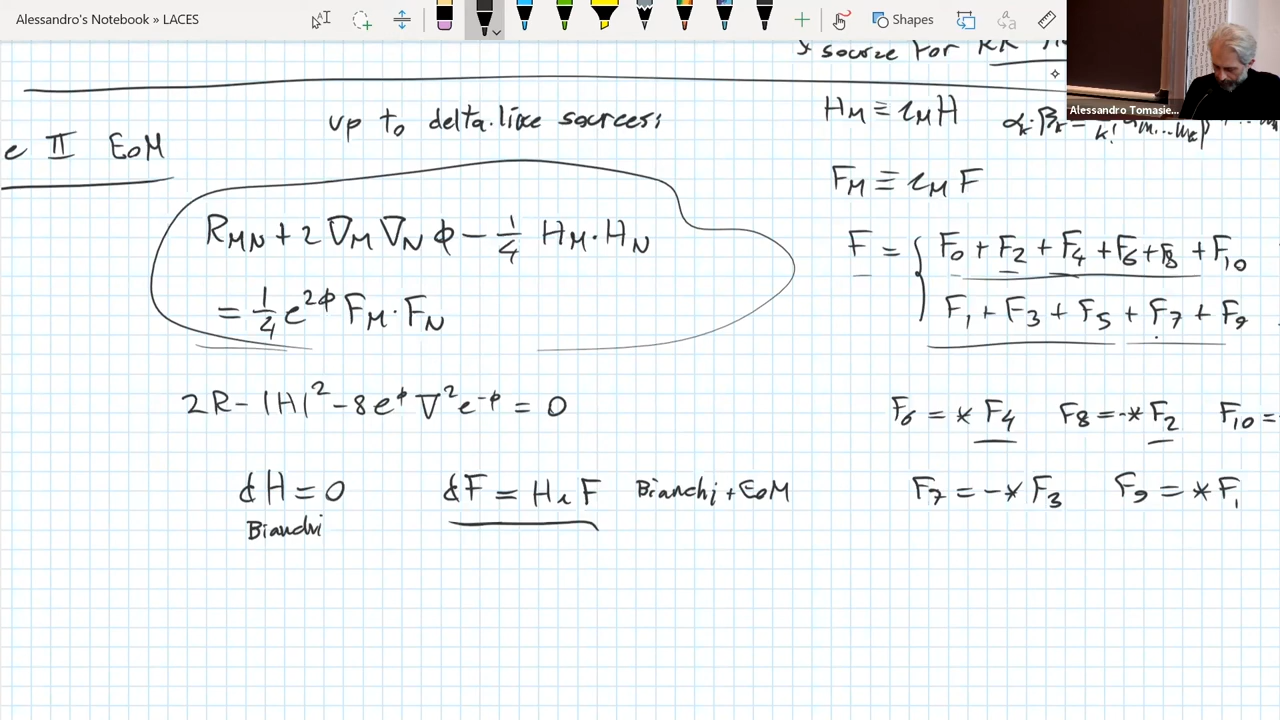 Alessandro's Notebook » LACES
Shapes
source for RR
Alessandro Tomasie...
e II EoM
up to delta-like sources:
H_M ≡ ι_M H
F_M ≡ ι_M F
R_MN + 2 ∇_M ∇_N ϕ − 1/4 H_M · H_N
= 1/4 e^{2ϕ} F_M · F_N
F = { F_0 + F_2 + F_4 + F_6 + F_8 + F_10
F_1 + F_3 + F_5 + F_7 + F_9
2R − |H|² − 8e^ϕ ∇² e^{−ϕ} = 0
F_6 = * F_4 F_8 = −* F_2 F_10 =
dH = 0 dF = H ∧ F Bianchi + EoM
Bianchi
F_7 = −* F_3 F_9 = * F_1